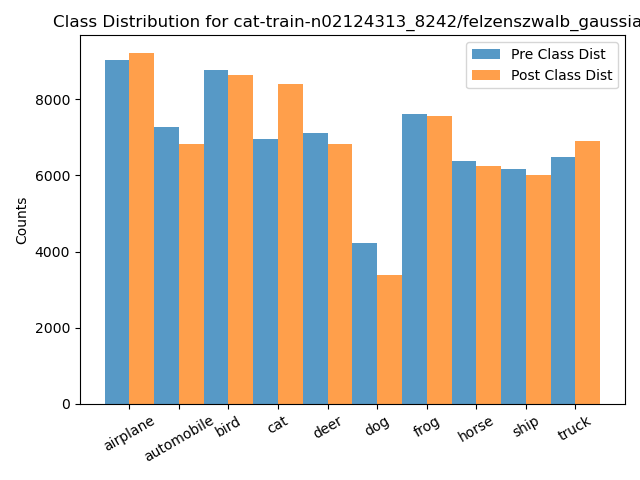 Class Distribution for cat-train-n02124313_8242/felzenszwalb_gaussia
Pre Class Dist
Post Class Dist
Counts
8000
6000
4000
2000
0
airplane
automobile
bird
cat
deer
dog
frog
horse
ship
truck